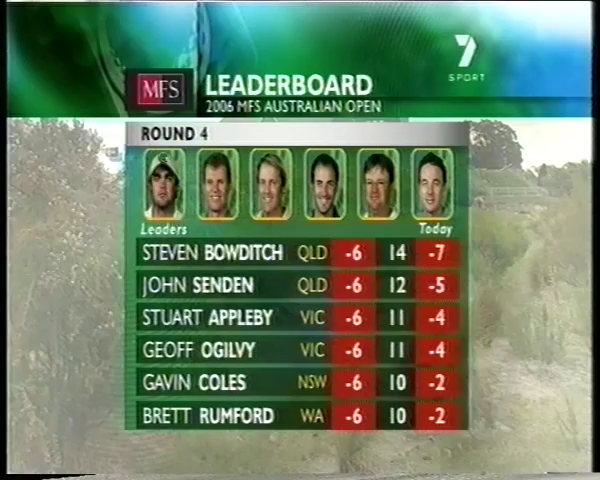 7
SPORT
MFS
LEADERBOARD
2006 MFS AUSTRALIAN OPEN
ROUND 4
Leaders Today
STEVEN BOWDITCH QLD -6 14 -7
JOHN SENDEN QLD -6 12 -5
STUART APPLEBY VIC -6 11 -4
GEOFF OGILVY VIC -6 11 -4
GAVIN COLES NSW -6 10 -2
BRETT RUMFORD WA -6 10 -2